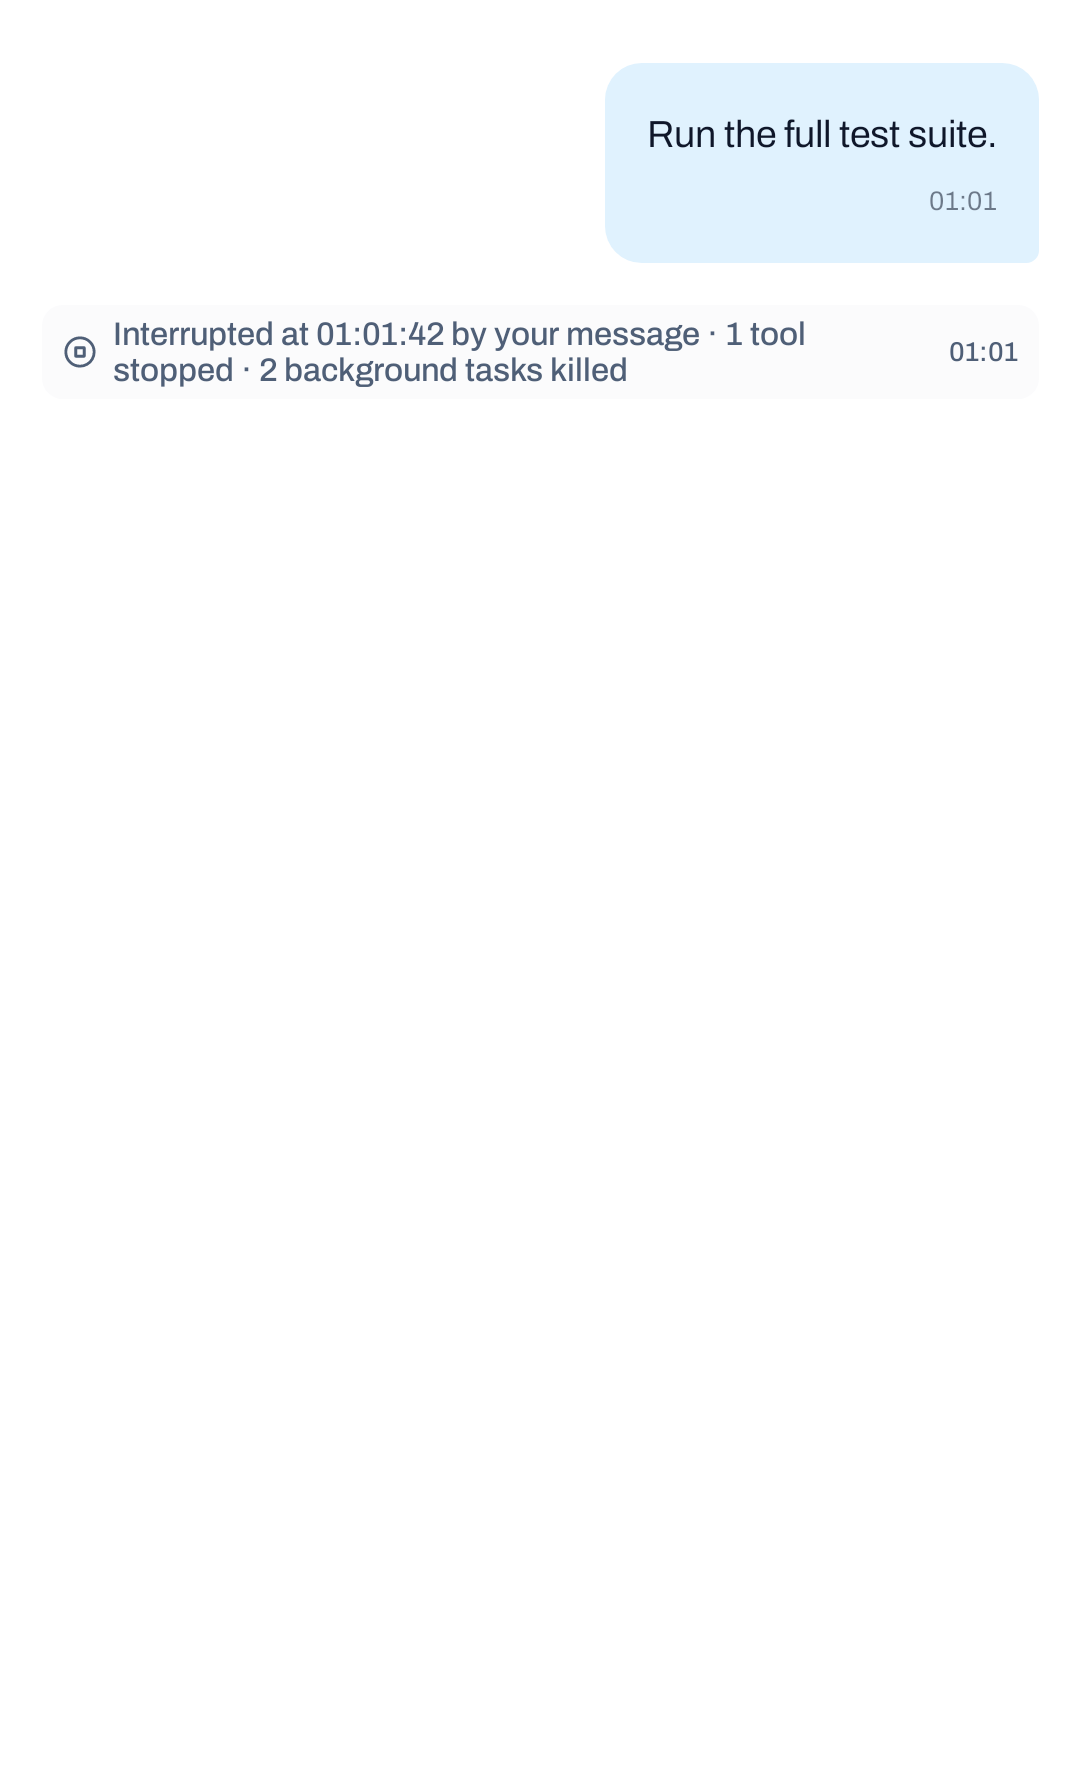 Run the full test suite.
01:01
Interrupted at 01:01:42 by your message · 1 tool
stopped · 2 background tasks killed
01:01